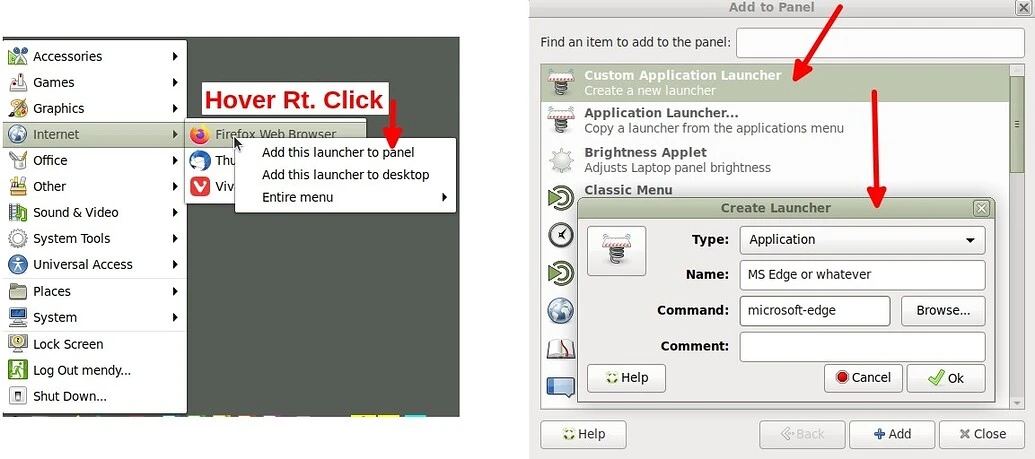 Accessories
Games
Graphics
Internet
Office
Other
Sound & Video
System Tools
Universal Access
Places
System
Lock Screen
Log Out mendy...
Shut Down...
Hover Rt. Click
Firefox Web Browser
Thu
Viv
Add this launcher to panel
Add this launcher to desktop
Entire menu
Add to Panel
Find an item to add to the panel:
Custom Application Launcher
Create a new launcher
Application Launcher...
Copy a launcher from the applications menu
Brightness Applet
Adjusts Laptop panel brightness
Classic Menu
Create Launcher
Type: Application
Name: MS Edge or whatever
Command: microsoft-edge Browse...
Comment:
Help Cancel Ok
Help Back Add Close